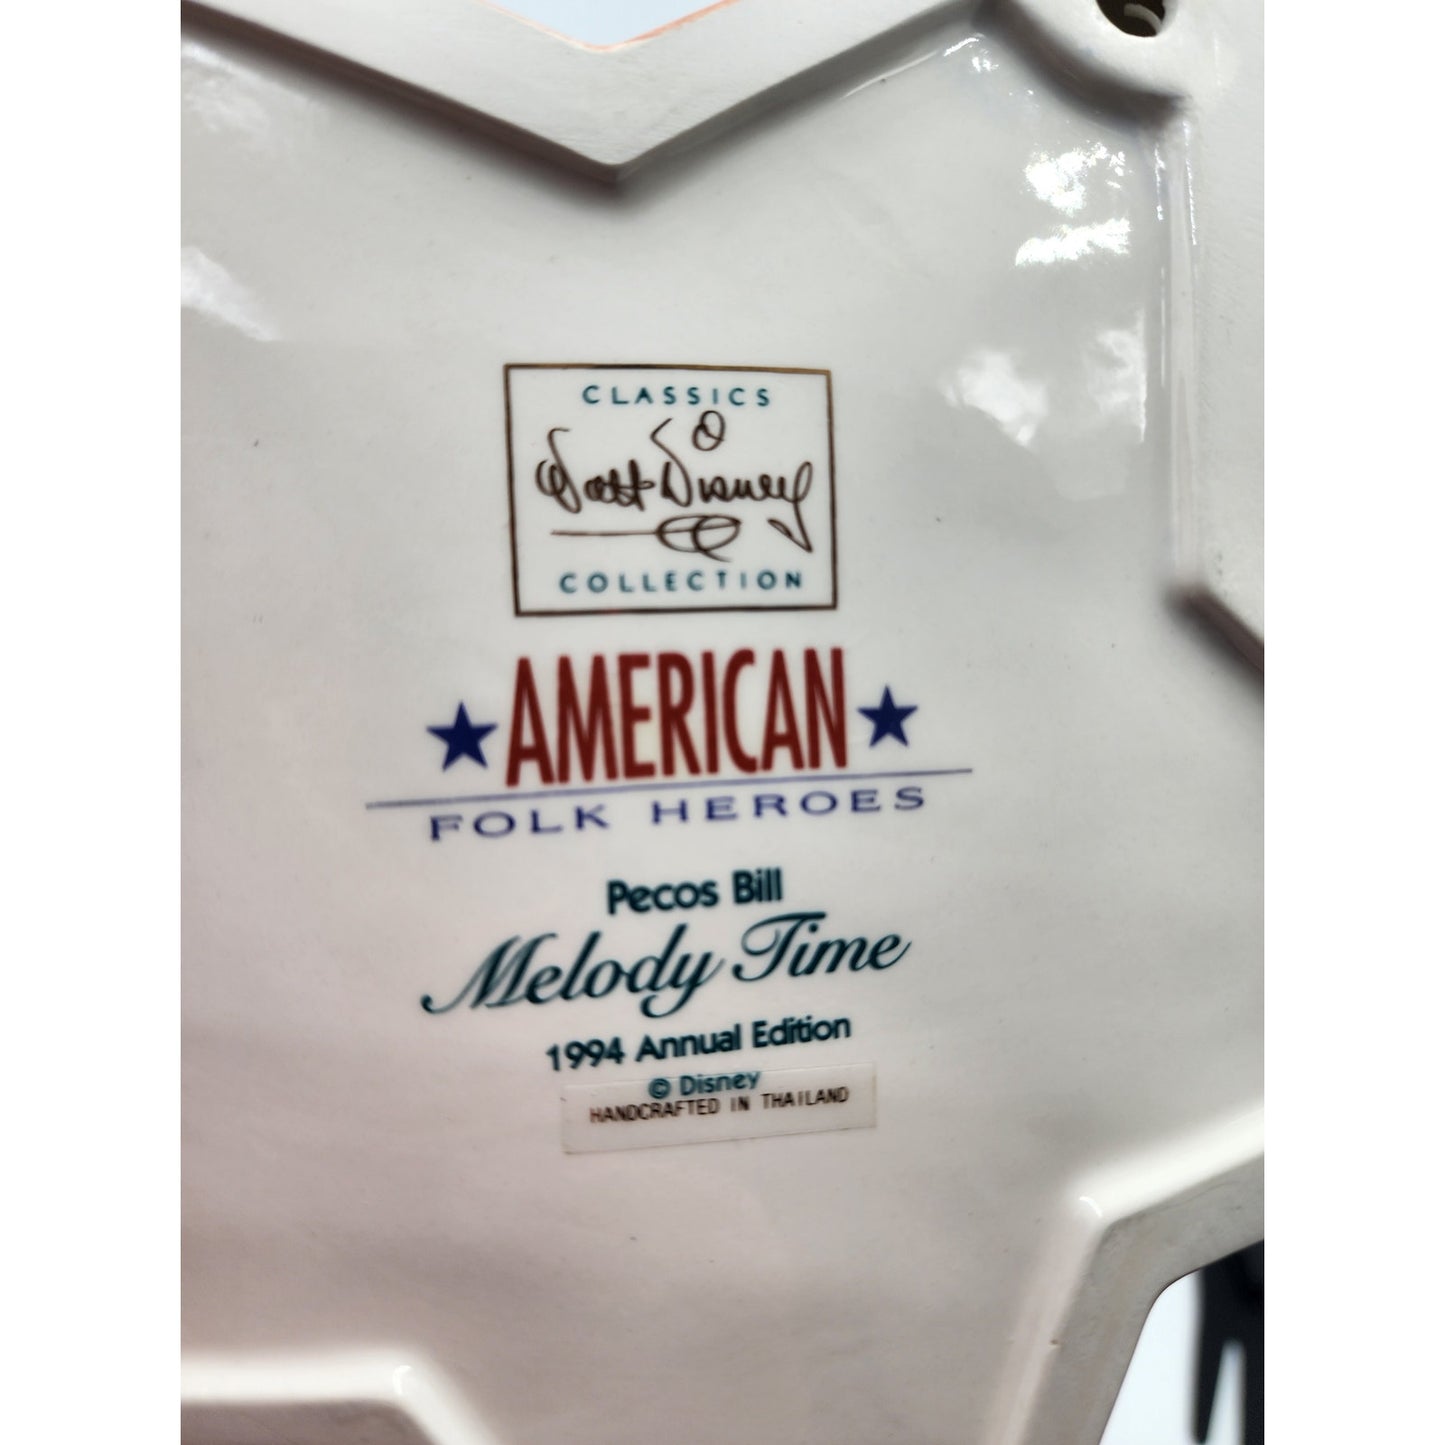 CLASSICS
Walt Disney
COLLECTION
AMERICAN
FOLK HEROES
Pecos Bill
Melody Time
1994 Annual Edition
© Disney
HANDCRAFTED IN THAILAND